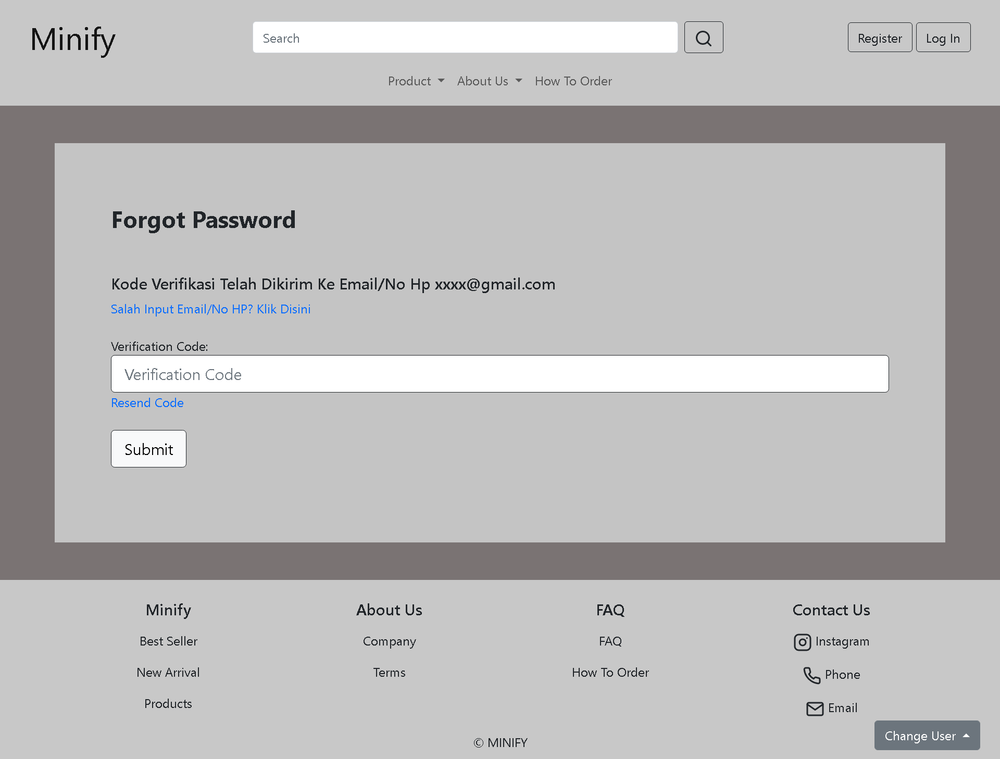 Minify
Search
Register
Log In
Product
About Us
How To Order
Forgot Password
Kode Verifikasi Telah Dikirim Ke Email/No Hp xxxx@gmail.com
Salah Input Email/No HP? Klik Disini
Verification Code:
Verification Code
Resend Code
Submit
Minify
Best Seller
New Arrival
Products
About Us
Company
Terms
FAQ
FAQ
How To Order
Contact Us
Instagram
Phone
Email
Change User
© MINIFY